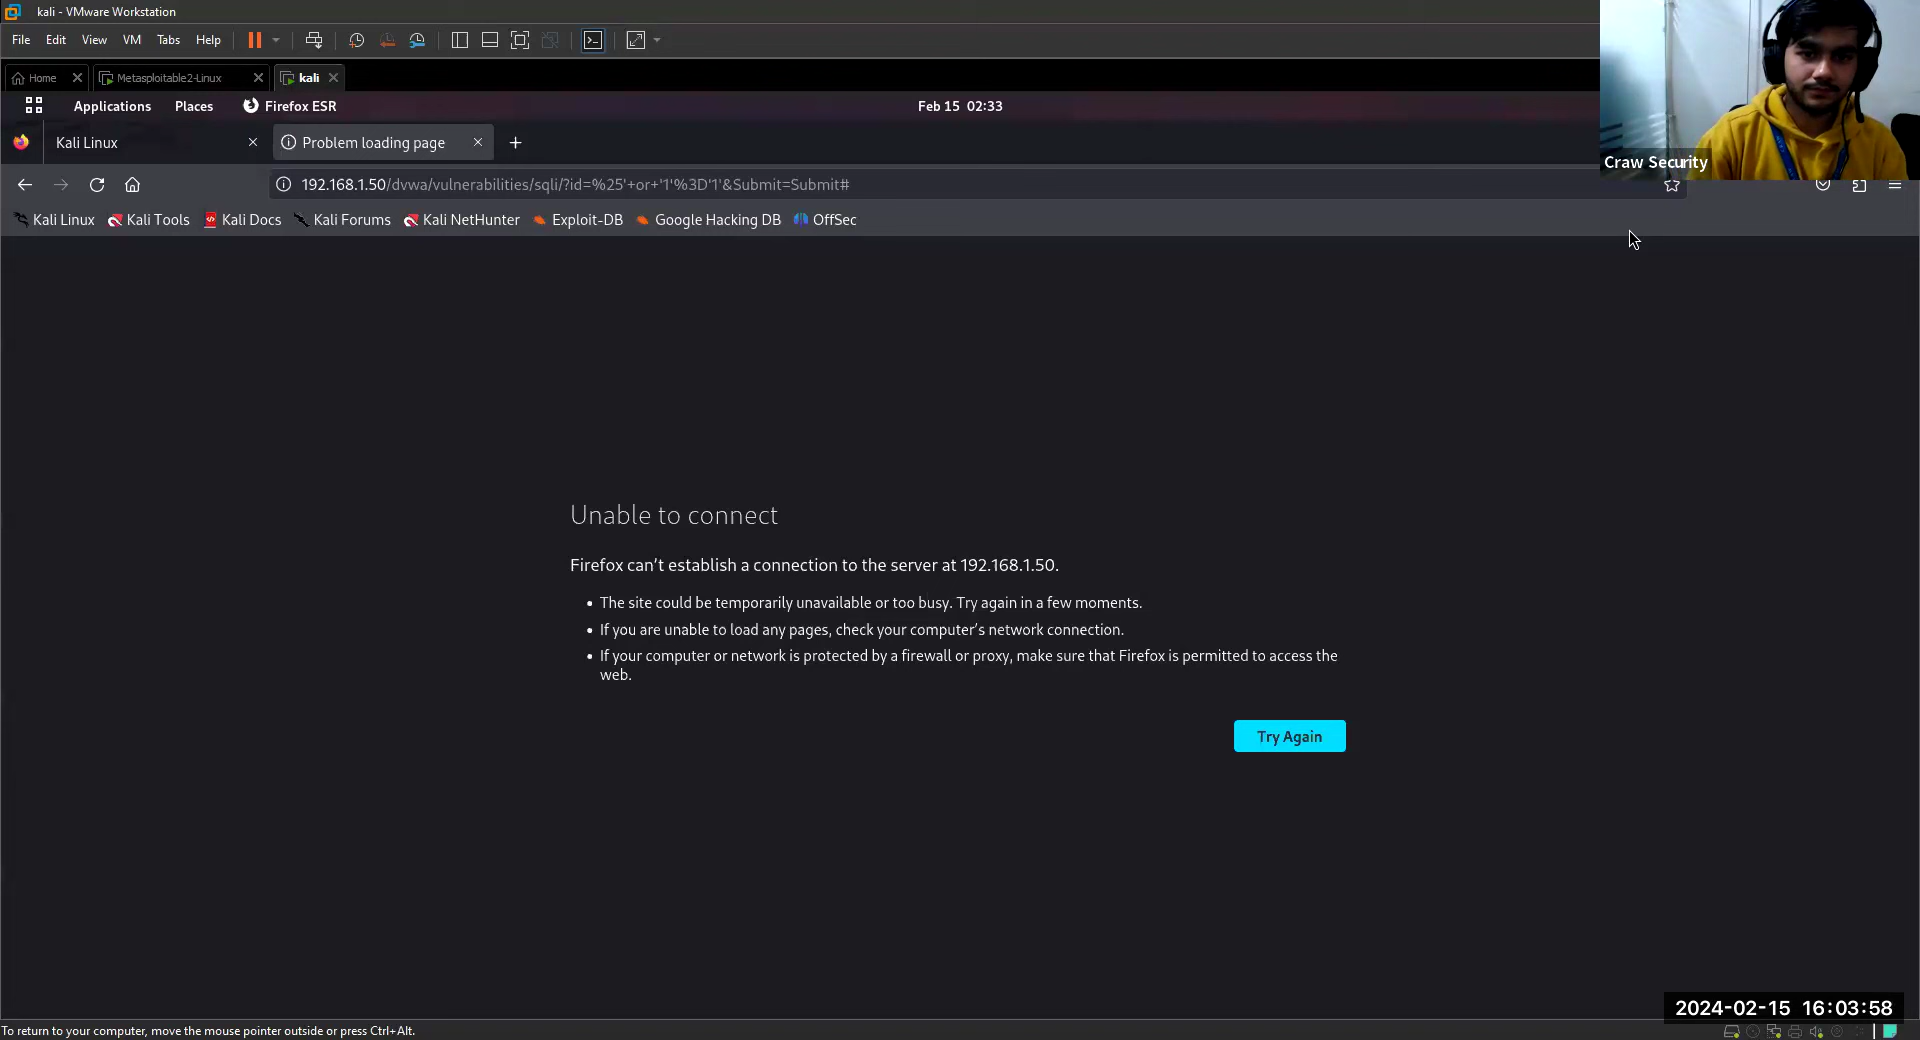 kali - VMware Workstation
File Edit View VM Tabs Help
Home Metasploitable2-Linux kali
Applications Places Firefox ESR Feb 15 02:33
Kali Linux Problem loading page
192.168.1.50/dvwa/vulnerabilities/sqli/?id=%25'+or+'1'%3D'1'&Submit=Submit#
Craw Security
Kali Linux Kali Tools Kali Docs Kali Forums Kali NetHunter Exploit-DB Google Hacking DB OffSec
Unable to connect
Firefox can't establish a connection to the server at 192.168.1.50.
• The site could be temporarily unavailable or too busy. Try again in a few moments.
• If you are unable to load any pages, check your computer's network connection.
• If your computer or network is protected by a firewall or proxy, make sure that Firefox is permitted to access the
web.
Try Again
2024-02-15 16:03:58
To return to your computer, move the mouse pointer outside or press Ctrl+Alt.